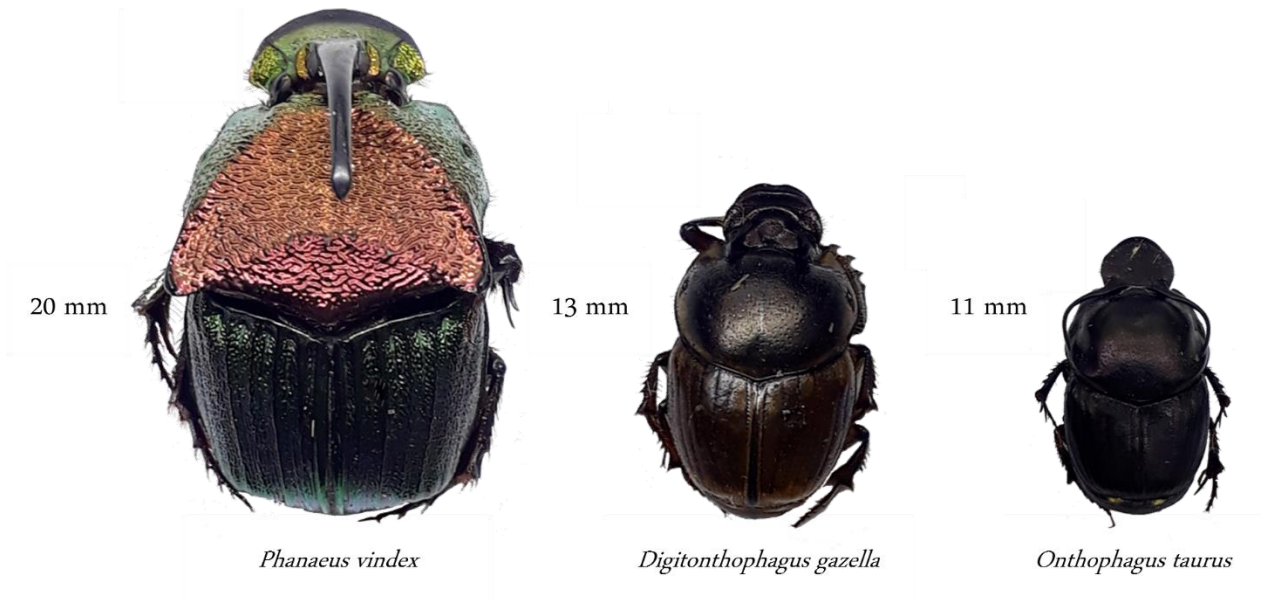 20 mm
13 mm
11 mm
Phanaeus vindex
Digitonthophagus gazella
Onthophagus taurus